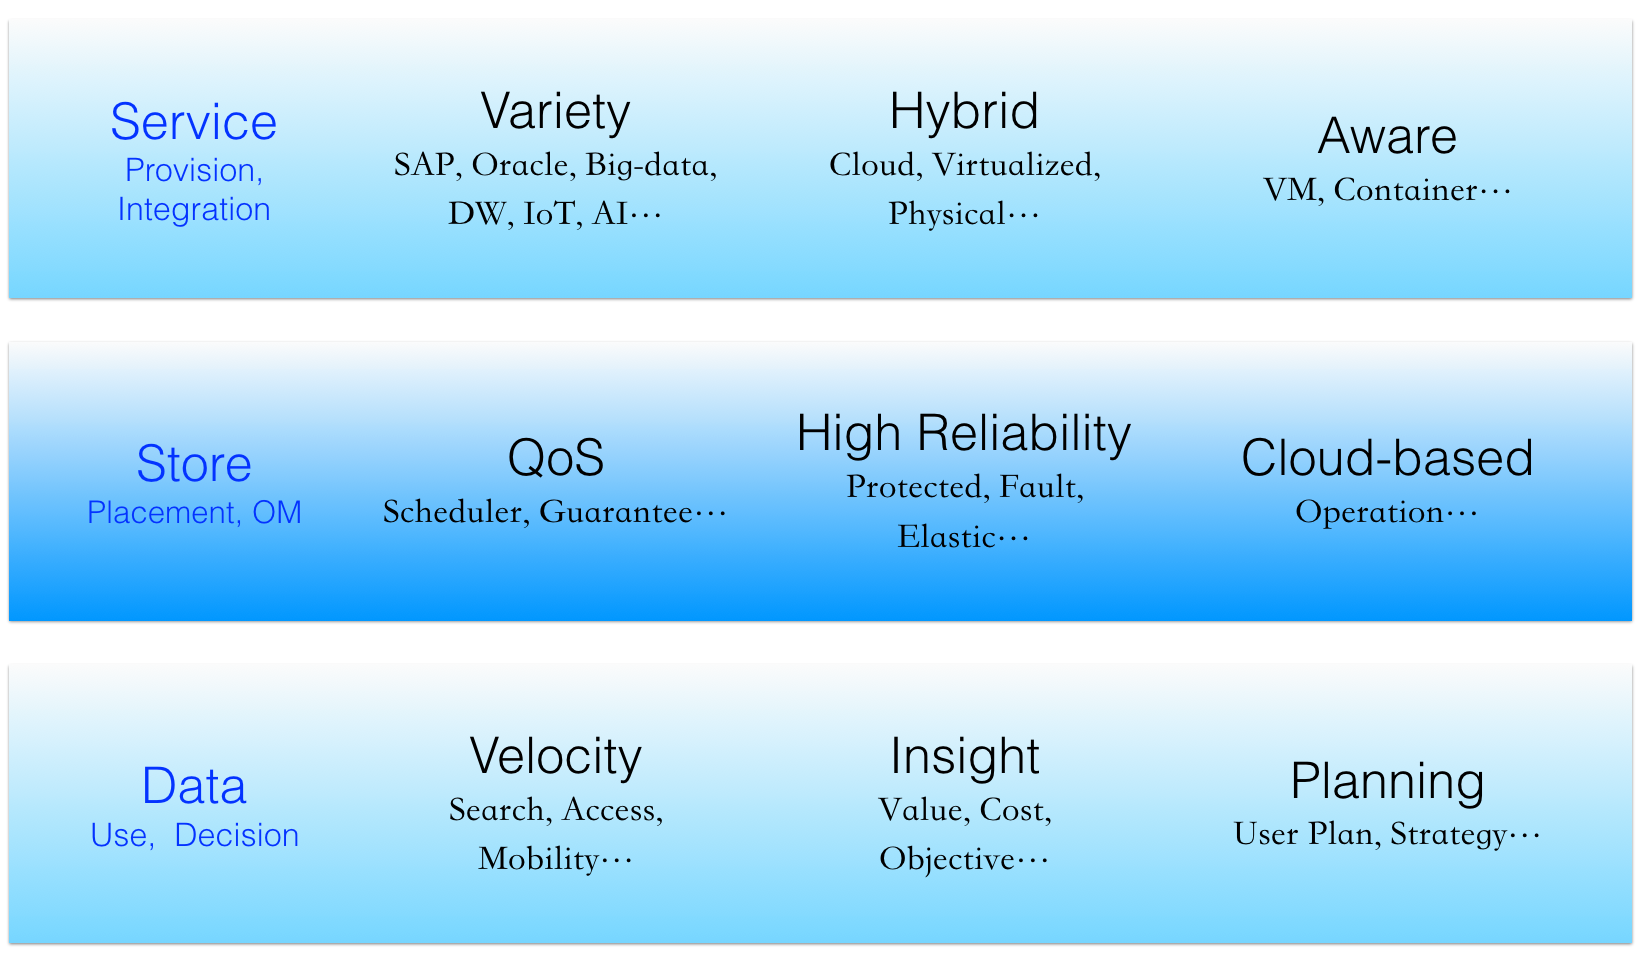 Service
Provision,
Integration
Variety
SAP, Oracle, Big-data,
DW, IoT, AI···
Hybrid
Cloud, Virtualized,
Physical···
Aware
VM, Container···
Store
Placement, OM
QoS
Scheduler, Guarantee···
High Reliability
Protected, Fault,
Elastic···
Cloud-based
Operation···
Data
Use,  Decision
Velocity
Search, Access,
Mobility···
Insight
Value, Cost,
Objective···
Planning
User Plan, Strategy···